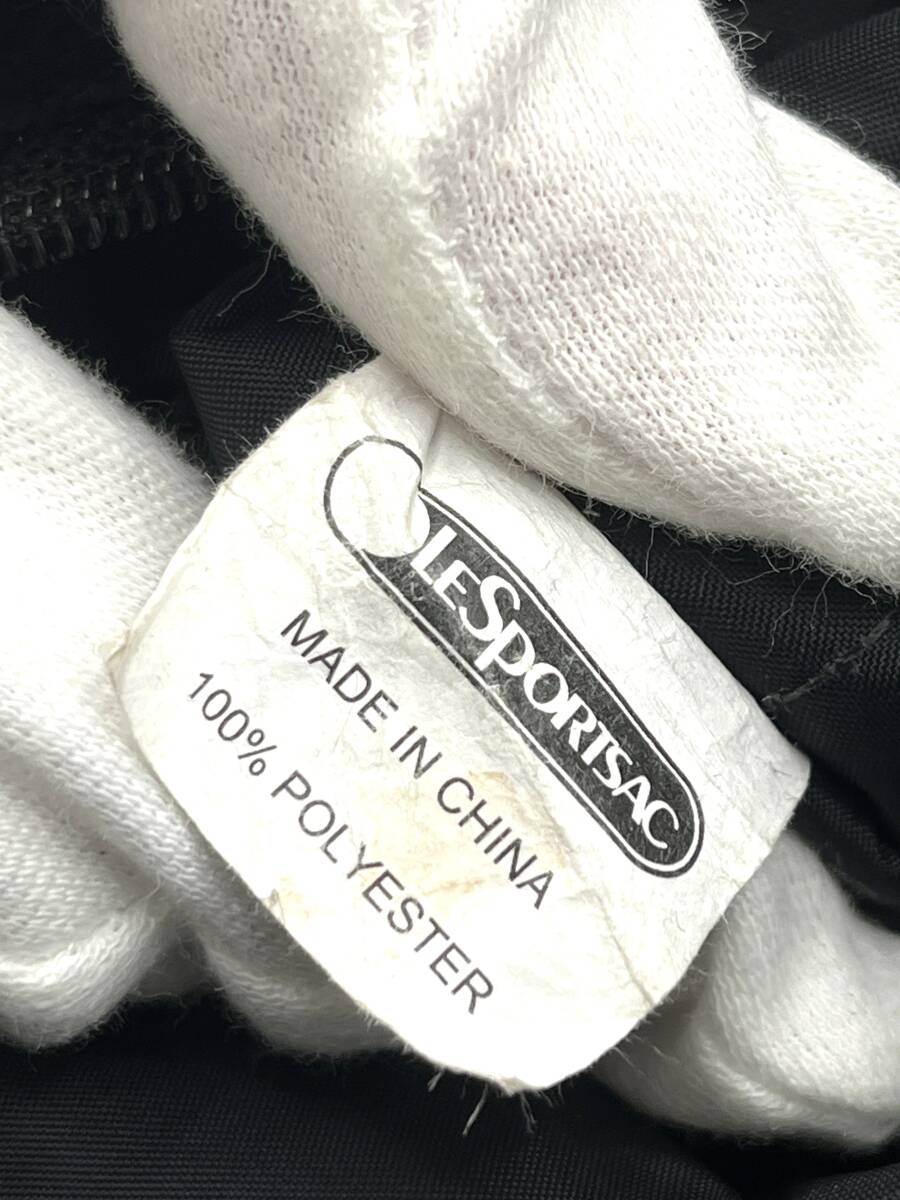 LESPORTSAC
MADE IN CHINA
100% POLYESTER